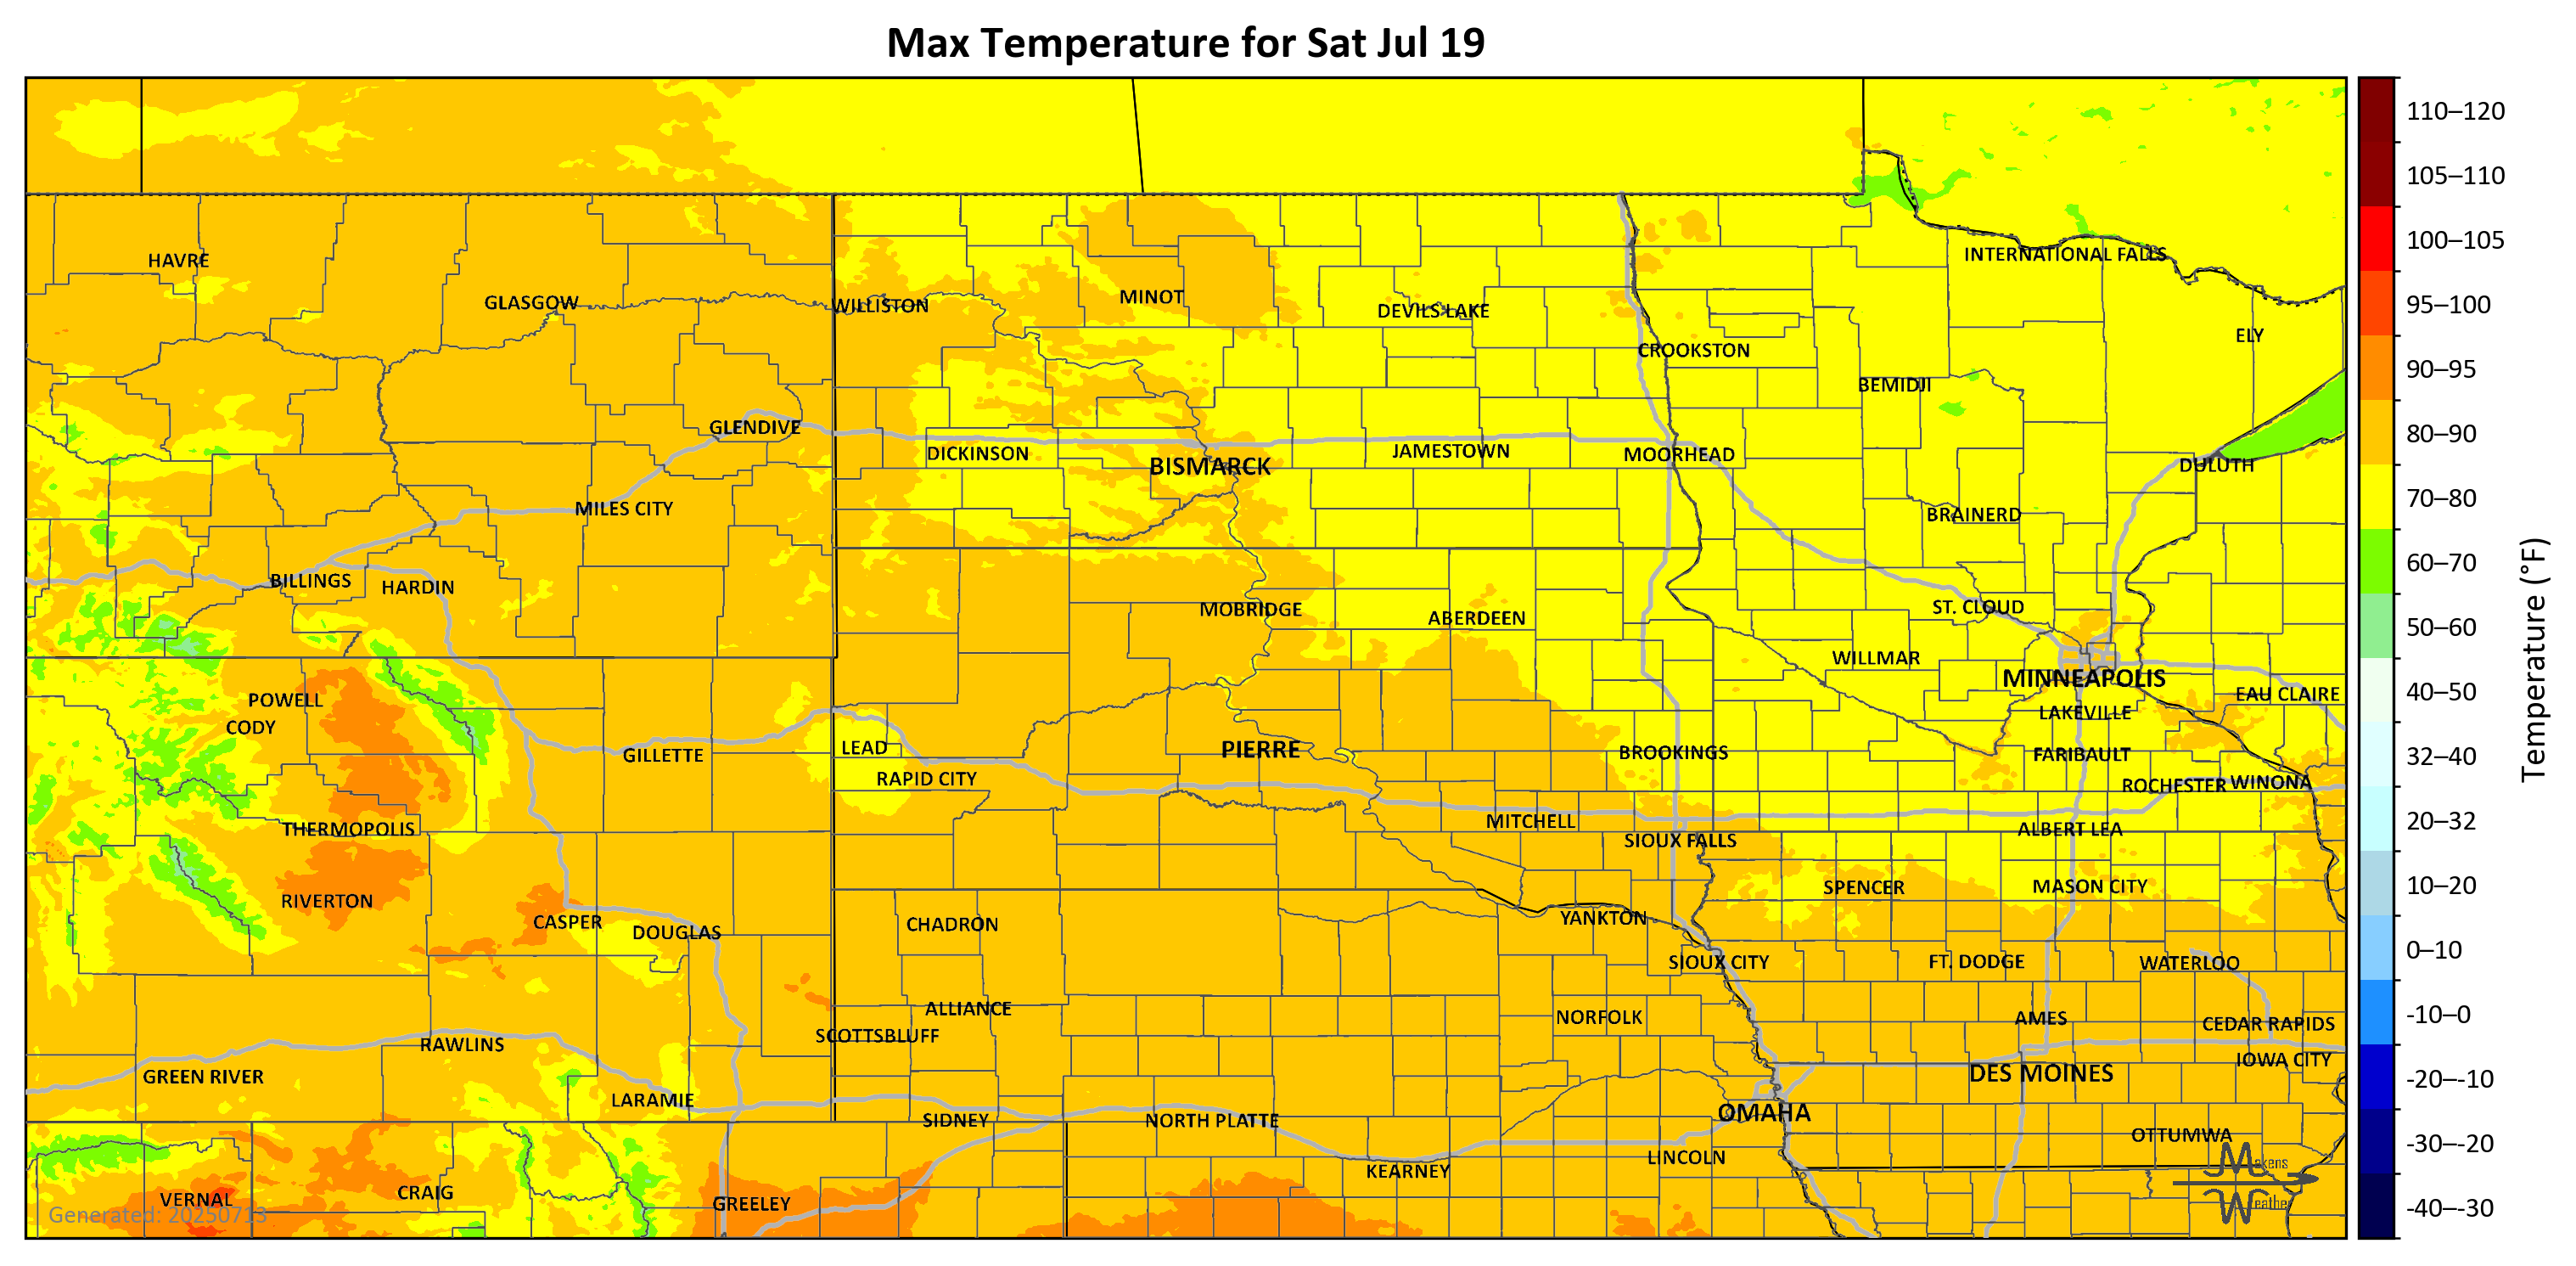 Max Temperature for Sat Jul 19
HAVRE
GLASGOW
WILLISTON
MINOT
DEVILS LAKE
CROOKSTON
BEMIDJI
INTERNATIONAL FALLS
ELY
GLENDIVE
DICKINSON
BISMARCK
JAMESTOWN
MOORHEAD
DULUTH
MILES CITY
BRAINERD
BILLINGS
HARDIN
MOBRIDGE
ABERDEEN
ST. CLOUD
WILLMAR
MINNEAPOLIS
EAU CLAIRE
POWELL
CODY
LAKEVILLE
GILLETTE
LEAD
PIERRE
BROOKINGS
FARIBAULT
RAPID CITY
ROCHESTER
WINONA
THERMOPOLIS
MITCHELL
SIOUX FALLS
ALBERT LEA
RIVERTON
SPENCER
MASON CITY
CASPER
DOUGLAS
CHADRON
YANKTON
SIOUX CITY
FT. DODGE
WATERLOO
ALLIANCE
NORFOLK
AMES
CEDAR RAPIDS
SCOTTSBLUFF
RAWLINS
IOWA CITY
GREEN RIVER
DES MOINES
LARAMIE
SIDNEY
NORTH PLATTE
OMAHA
OTTUMWA
LINCOLN
KEARNEY
VERNAL
CRAIG
GREELEY
Generated: 20250713
Makens
Weather
110–120
105–110
100–105
95–100
90–95
80–90
70–80
60–70
50–60
40–50
32–40
20–32
10–20
0–10
-10–0
-20–-10
-30–-20
-40–-30
Temperature (°F)